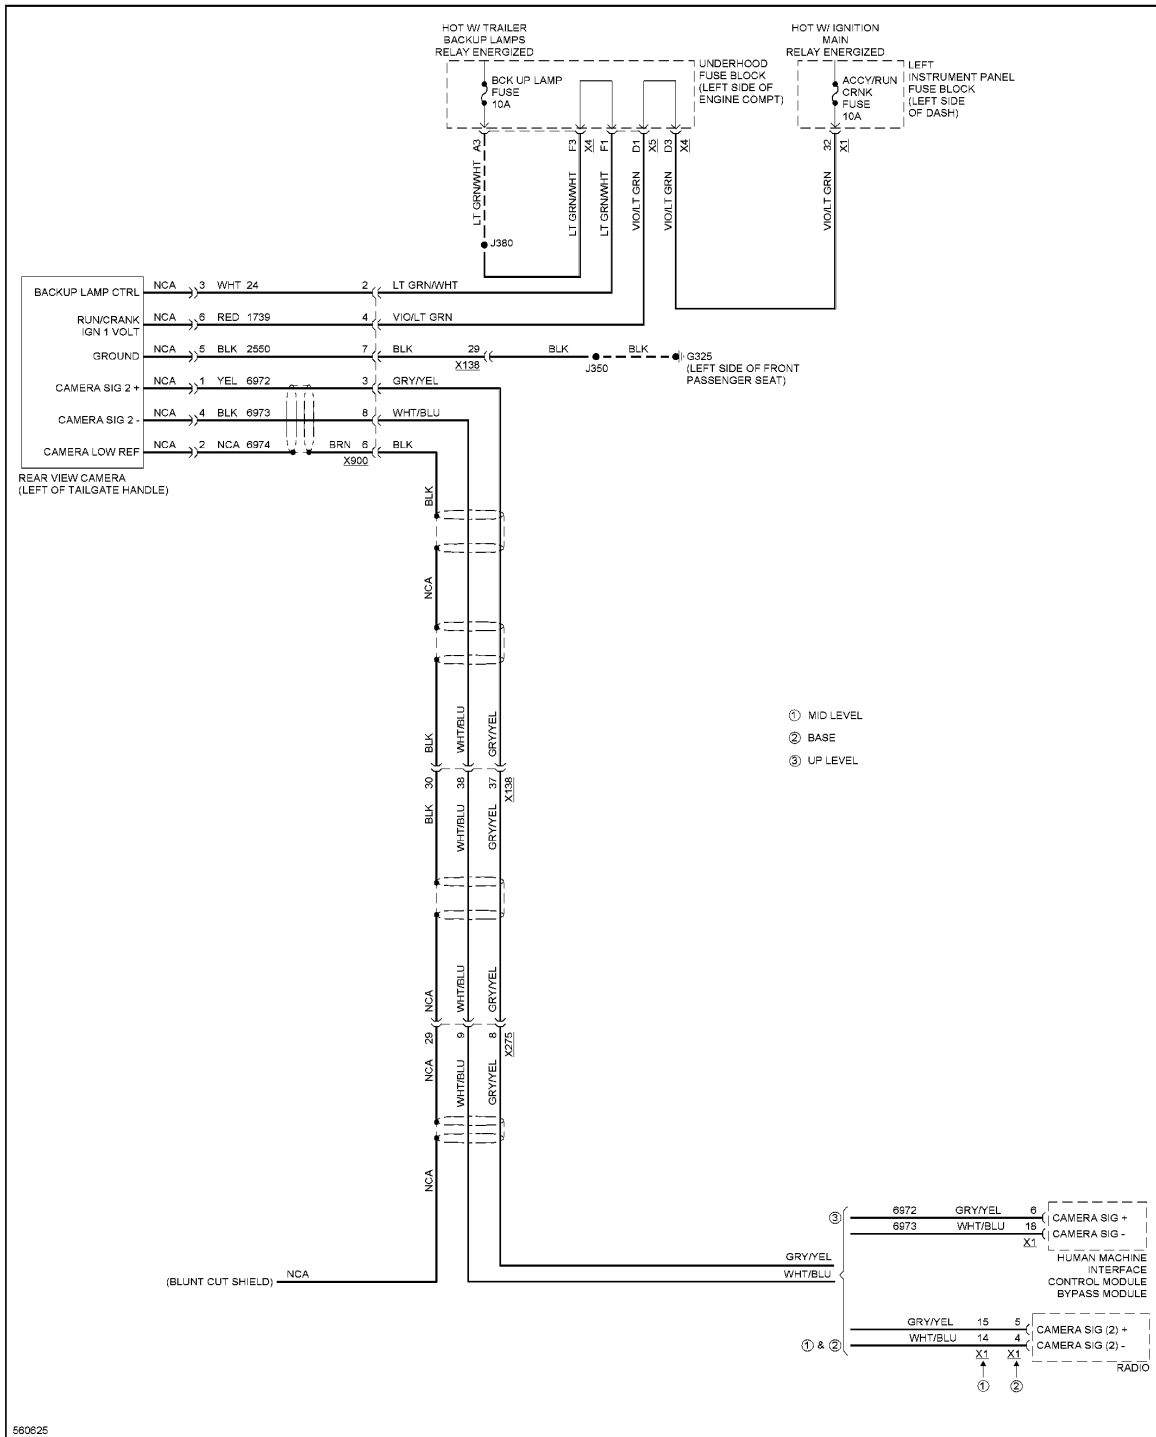 HOT W/ TRAILER
BACKUP LAMPS
RELAY ENERGIZED
HOT W/ IGNITION
MAIN
RELAY ENERGIZED
BCK UP LAMP
FUSE
10A
UNDERHOOD
FUSE BLOCK
(LEFT SIDE OF
ENGINE COMPT)
ACCY/RUN
CRNK
FUSE
10A
LEFT
INSTRUMENT PANEL
FUSE BLOCK
(LEFT SIDE
OF DASH)
A3 F3 X4 F1 D1 X5 D3 X4 32 X1
LT GRN/WHT LT GRN/WHT LT GRN/WHT VIO/LT GRN VIO/LT GRN VIO/LT GRN
J380
BACKUP LAMP CTRL NCA 3 WHT 24 2 LT GRN/WHT
RUN/CRANK
IGN 1 VOLT NCA 6 RED 1739 4 VIO/LT GRN
GROUND NCA 5 BLK 2550 7 BLK 29 BLK BLK G325
X138 J350
(LEFT SIDE OF FRONT
PASSENGER SEAT)
CAMERA SIG 2 + NCA 1 YEL 6972 3 GRY/YEL
CAMERA SIG 2 - NCA 4 BLK 6973 8 WHT/BLU
CAMERA LOW REF NCA 2 NCA 6974 BRN 6 BLK
X900
REAR VIEW CAMERA
(LEFT OF TAILGATE HANDLE)
BLK
NCA
BLK WHT/BLU GRY/YEL
30 38 37 X138
BLK WHT/BLU GRY/YEL
① MID LEVEL
② BASE
③ UP LEVEL
NCA WHT/BLU GRY/YEL
29 9 8 X275
NCA WHT/BLU GRY/YEL
NCA
③ 6972 GRY/YEL 6 CAMERA SIG +
6973 WHT/BLU 18 CAMERA SIG -
X1
HUMAN MACHINE
INTERFACE
CONTROL MODULE
BYPASS MODULE
GRY/YEL
WHT/BLU
(BLUNT CUT SHIELD) NCA
GRY/YEL 15 5 CAMERA SIG (2) +
① & ② WHT/BLU 14 4 CAMERA SIG (2) -
X1 X1
RADIO
① ②
560625